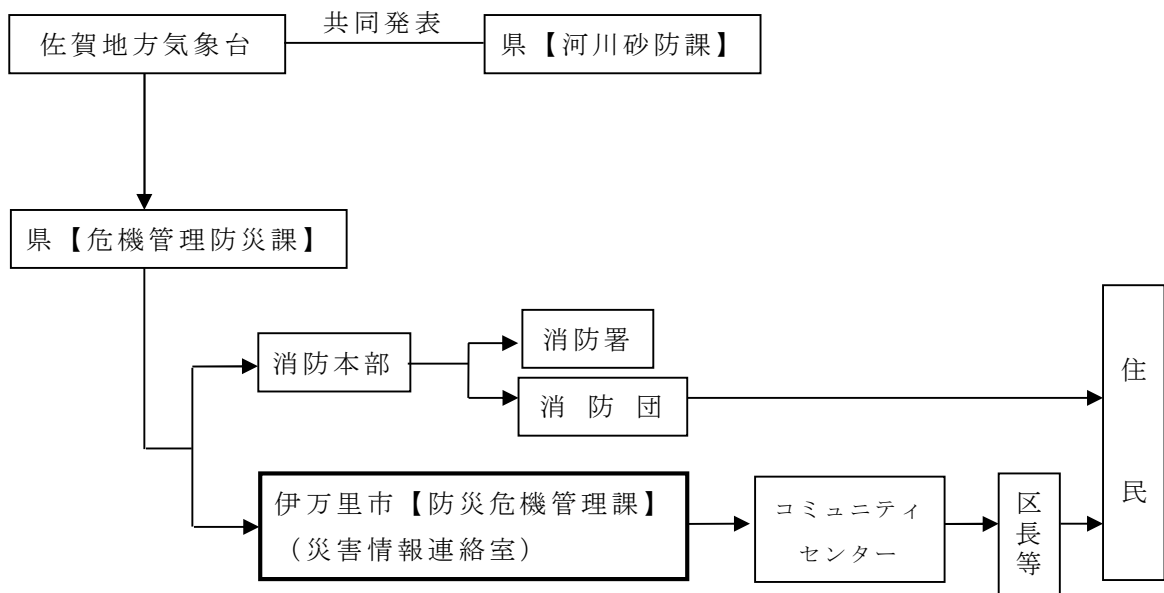 共同発表
佐賀地方気象台
県【河川砂防課】
県【危機管理防災課】
消防本部
消防署
消防団
住民
伊万里市【防災危機管理課】
（災害情報連絡室）
コミュニティ
センター
区長等